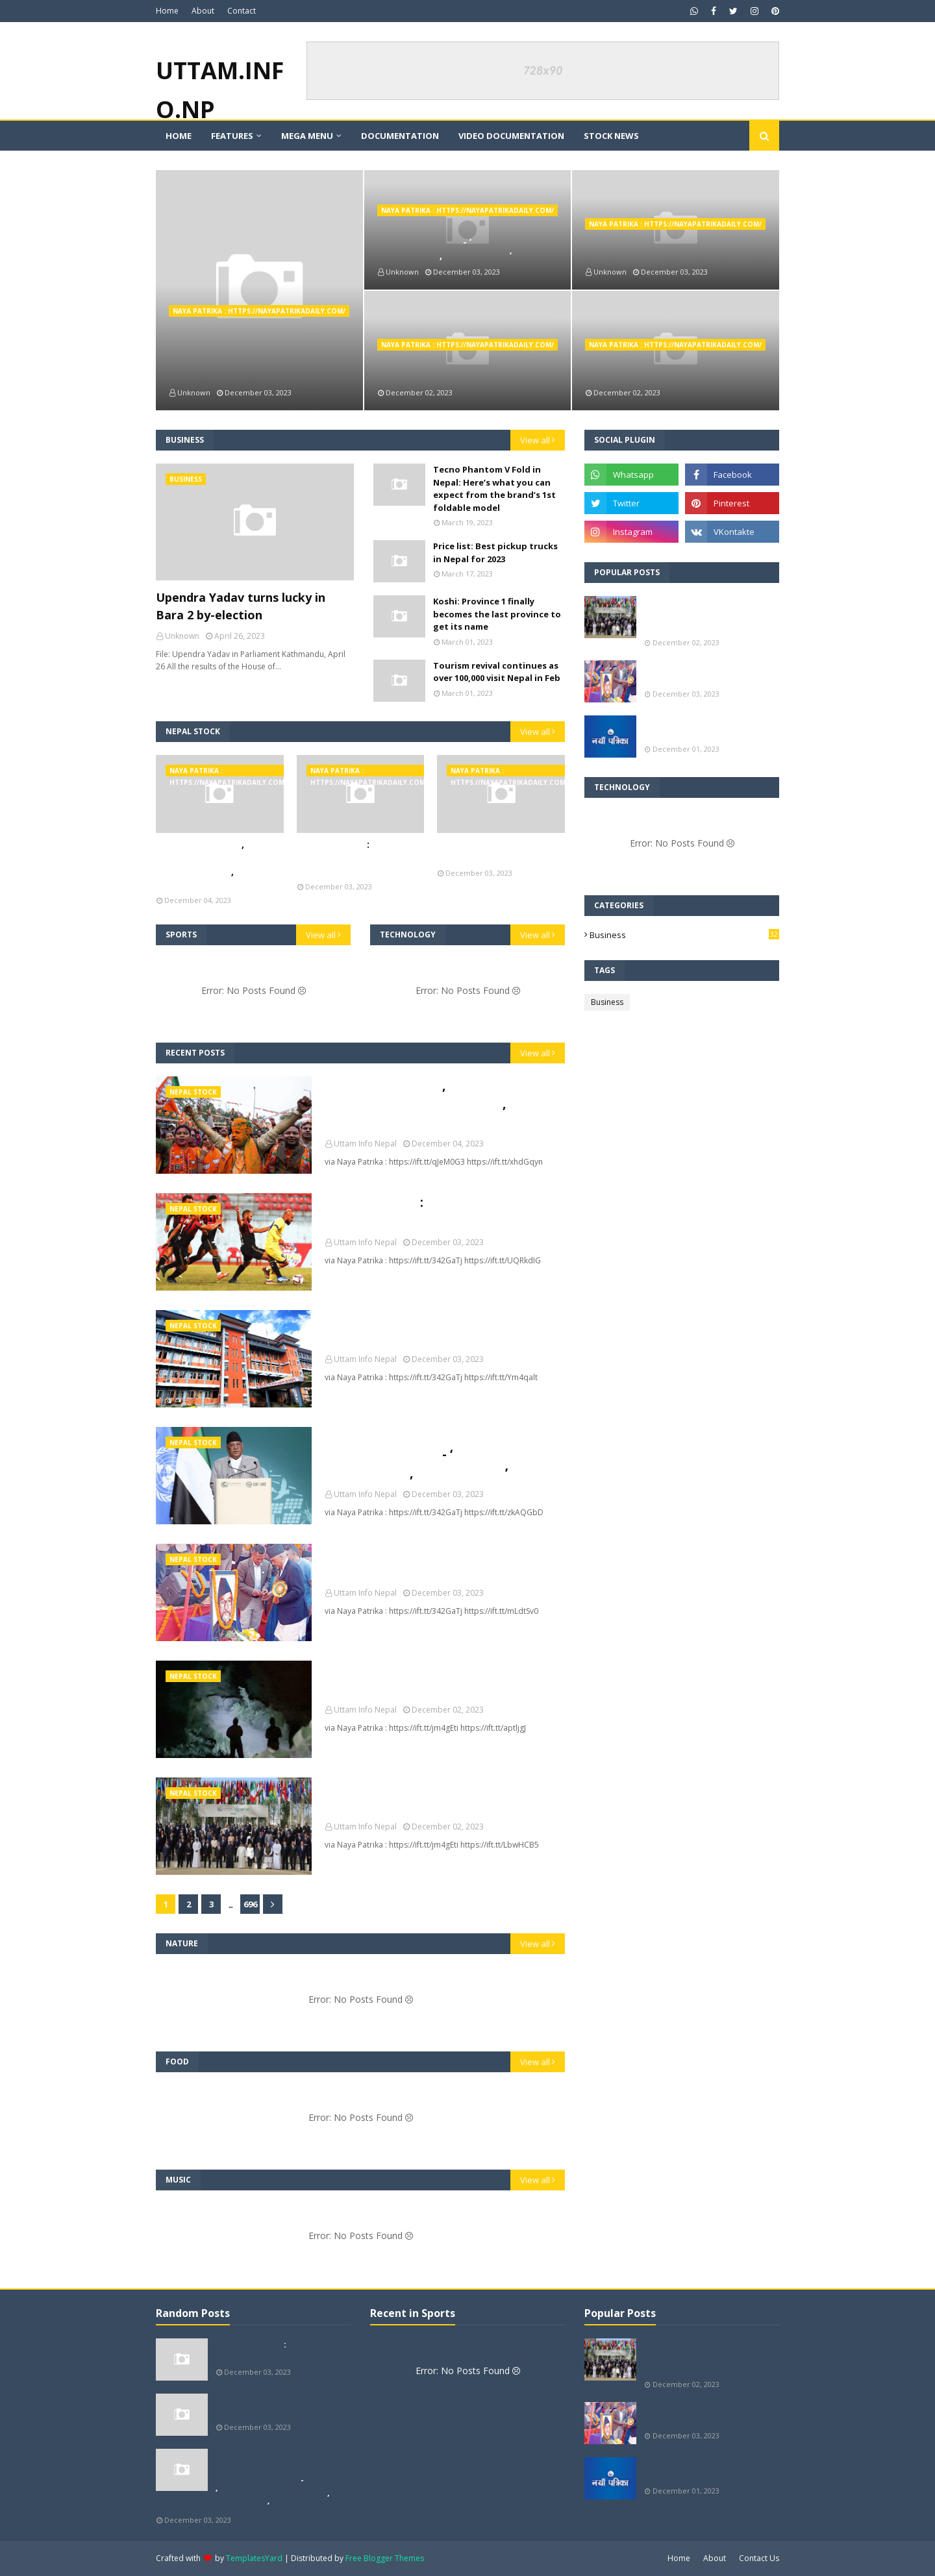 Home About Contact
UTTAM.INF
O.NP
728x90
HOME FEATURES MEGA MENU DOCUMENTATION VIDEO DOCUMENTATION STOCK NEWS
NAYA PATRIKA : HTTPS://NAYAPATRIKADAILY.COM/
Unknown December 03, 2023
NAYA PATRIKA : HTTPS://NAYAPATRIKADAILY.COM/
Unknown December 03, 2023
NAYA PATRIKA : HTTPS://NAYAPATRIKADAILY.COM/
Unknown December 03, 2023
NAYA PATRIKA : HTTPS://NAYAPATRIKADAILY.COM/
December 02, 2023
NAYA PATRIKA : HTTPS://NAYAPATRIKADAILY.COM/
December 02, 2023
BUSINESS View all
BUSINESS
Upendra Yadav turns lucky in
Bara 2 by-election
Unknown April 26, 2023
File: Upendra Yadav in Parliament Kathmandu, April
26 All the results of the House of...
Tecno Phantom V Fold in
Nepal: Here's what you can
expect from the brand's 1st
foldable model
March 19, 2023
Price list: Best pickup trucks
in Nepal for 2023
March 17, 2023
Koshi: Province 1 finally
becomes the last province to
get its name
March 01, 2023
Tourism revival continues as
over 100,000 visit Nepal in Feb
March 01, 2023
NEPAL STOCK View all
NAYA PATRIKA :
HTTPS://NAYAPATRIKADAILY.COM
December 04, 2023
NAYA PATRIKA :
HTTPS://NAYAPATRIKADAILY.COM
December 03, 2023
NAYA PATRIKA :
HTTPS://NAYAPATRIKADAILY.COM
December 03, 2023
SPORTS View all
Error: No Posts Found
TECHNOLOGY View all
Error: No Posts Found
RECENT POSTS View all
NEPAL STOCK
Uttam Info Nepal December 04, 2023
via Naya Patrika : https://ift.tt/qJeM0G3 https://ift.tt/xhdGqyn
NEPAL STOCK
Uttam Info Nepal December 03, 2023
via Naya Patrika : https://ift.tt/342GaTj https://ift.tt/UQRkdIG
NEPAL STOCK
Uttam Info Nepal December 03, 2023
via Naya Patrika : https://ift.tt/342GaTj https://ift.tt/Ym4qalt
NEPAL STOCK
Uttam Info Nepal December 03, 2023
via Naya Patrika : https://ift.tt/342GaTj https://ift.tt/zkAQGbD
NEPAL STOCK
Uttam Info Nepal December 03, 2023
via Naya Patrika : https://ift.tt/342GaTj https://ift.tt/mLdtSv0
NEPAL STOCK
Uttam Info Nepal December 02, 2023
via Naya Patrika : https://ift.tt/jm4gEti https://ift.tt/aptljgJ
NEPAL STOCK
Uttam Info Nepal December 02, 2023
via Naya Patrika : https://ift.tt/jm4gEti https://ift.tt/LbwHCB5
1 2 3 ... 696
NATURE View all
Error: No Posts Found
FOOD View all
Error: No Posts Found
MUSIC View all
Error: No Posts Found
SOCIAL PLUGIN
Whatsapp Facebook
Twitter Pinterest
Instagram VKontakte
POPULAR POSTS
December 02, 2023
December 03, 2023
नयाँ पत्रिका
December 01, 2023
TECHNOLOGY
Error: No Posts Found
CATEGORIES
Business 32
TAGS
Business
Random Posts
December 03, 2023
December 03, 2023
December 03, 2023
Recent in Sports
Error: No Posts Found
Popular Posts
December 02, 2023
December 03, 2023
नयाँ पत्रिका
December 01, 2023
Crafted with by TemplatesYard | Distributed by Free Blogger Themes
Home About Contact Us